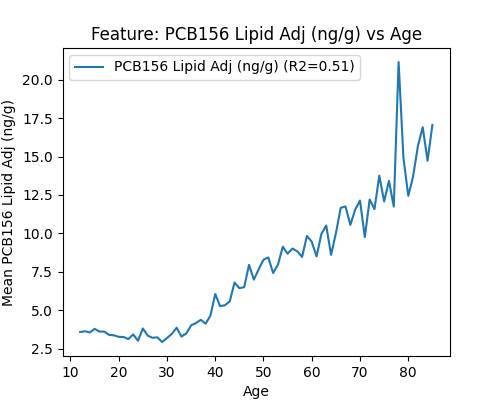 Feature: PCB156 Lipid Adj (ng/g) vs Age
PCB156 Lipid Adj (ng/g) (R2=0.51)
Mean PCB156 Lipid Adj (ng/g)
20.0
17.5
15.0
12.5
10.0
7.5
5.0
2.5
10 20 30 40 50 60 70 80
Age